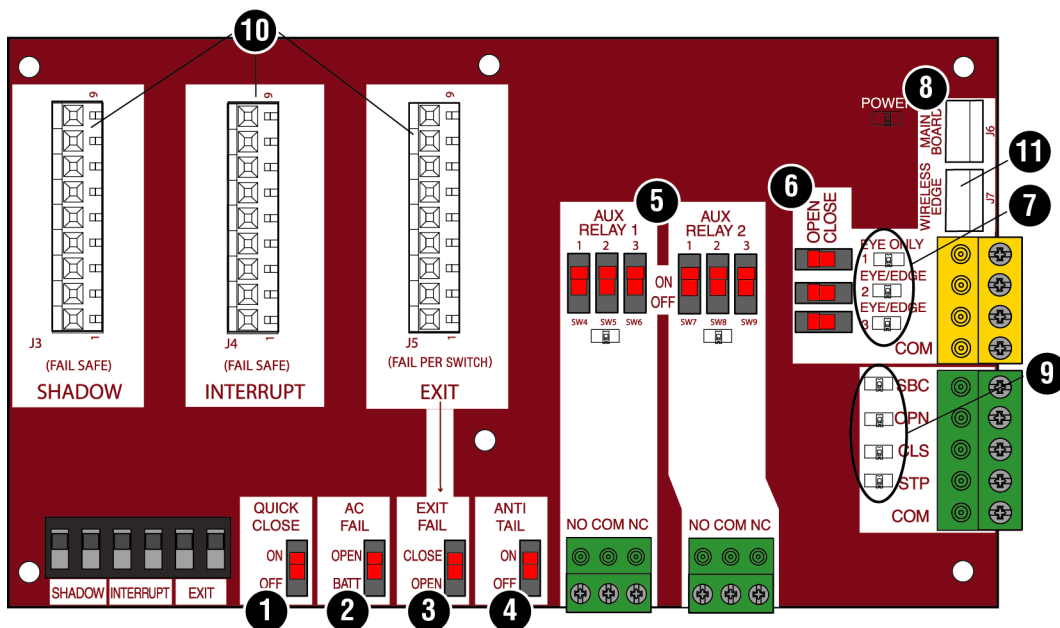 10
8
POWER
MAIN
BOARD
J6
11
WIRELESS
EDGE
J7
7
9
9
9
1
1
1
J3
J4
J5
(FAIL SAFE)
(FAIL SAFE)
(FAIL PER SWITCH)
SHADOW
INTERRUPT
EXIT
5
AUX
RELAY 1
1 2 3
SW4 SW5 SW6
AUX
RELAY 2
1 2 3
SW7 SW8 SW9
ON
OFF
6
OPEN
CLOSE
EYE ONLY
1
EYE/EDGE
2
EYE/EDGE
3
COM
SBC
OPN
CLS
STP
COM
9
NO COM NC
NO COM NC
SHADOW INTERRUPT EXIT
QUICK
CLOSE
ON
OFF
1
AC
FAIL
OPEN
BATT
2
EXIT
FAIL
CLOSE
OPEN
3
ANTI
TAIL
ON
OFF
4